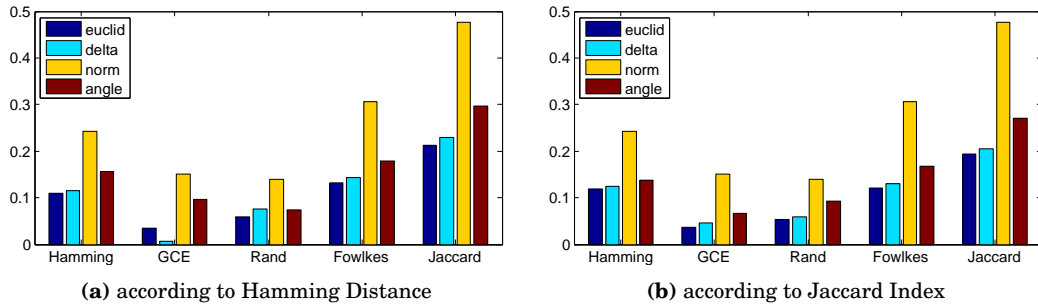 0.5
0.4
0.3
0.2
0.1
0
euclid
delta
norm
angle
Hamming GCE Rand Fowlkes Jaccard
(a) according to Hamming Distance
0.5
0.4
0.3
0.2
0.1
0
euclid
delta
norm
angle
Hamming GCE Rand Fowlkes Jaccard
(b) according to Jaccard Index